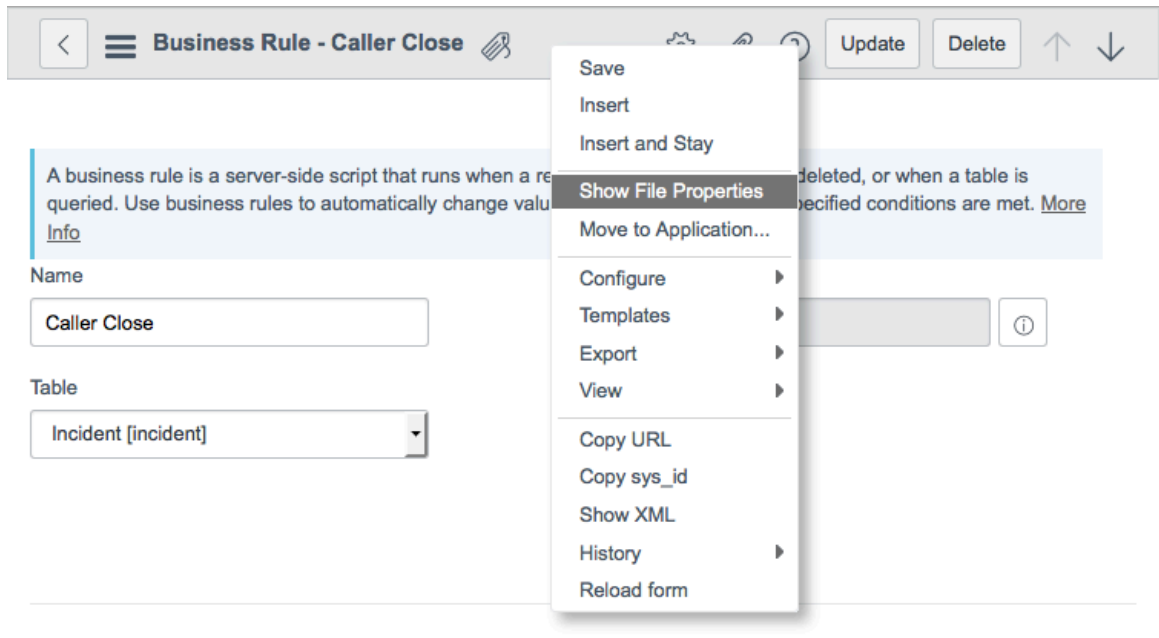 Business Rule - Caller Close
Update
Delete
A business rule is a server-side script that runs when a re
deleted, or when a table is
queried. Use business rules to automatically change valu
pecified conditions are met. More
Info
Name
Caller Close
Table
Incident [incident]
Save
Insert
Insert and Stay
Show File Properties
Move to Application...
Configure
Templates
Export
View
Copy URL
Copy sys_id
Show XML
History
Reload form